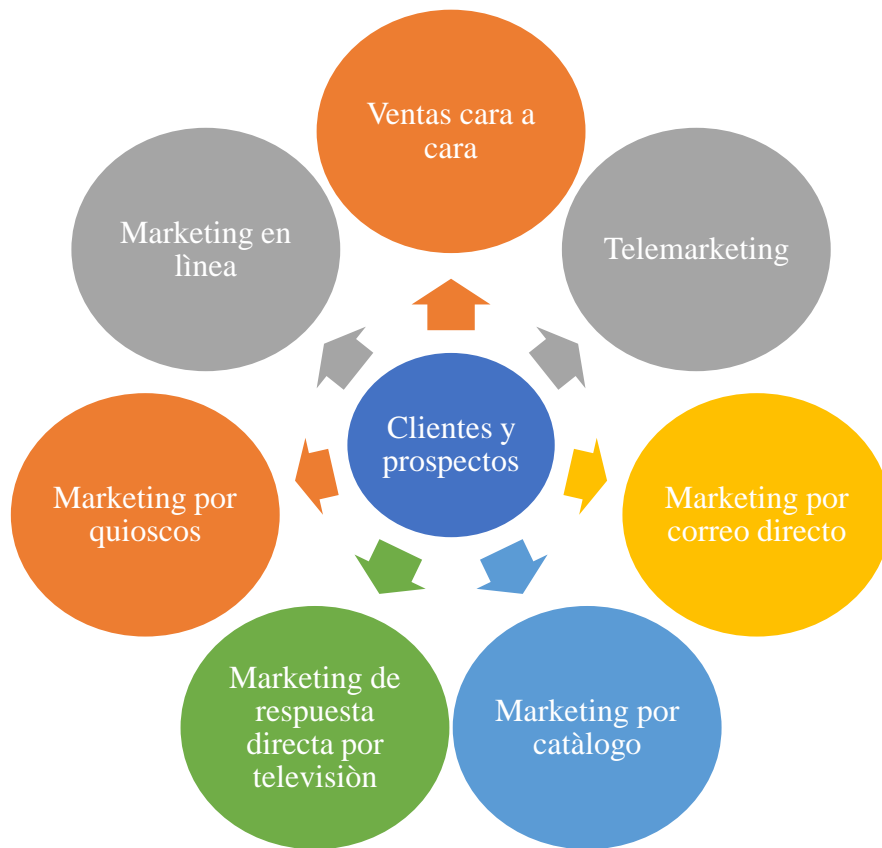 Ventas cara a
cara
Telemarketing
Marketing por
correo directo
Marketing por
catàlogo
Marketing de
respuesta
directa por
televisiòn
Marketing por
quioscos
Marketing en
lìnea
Clientes y
prospectos